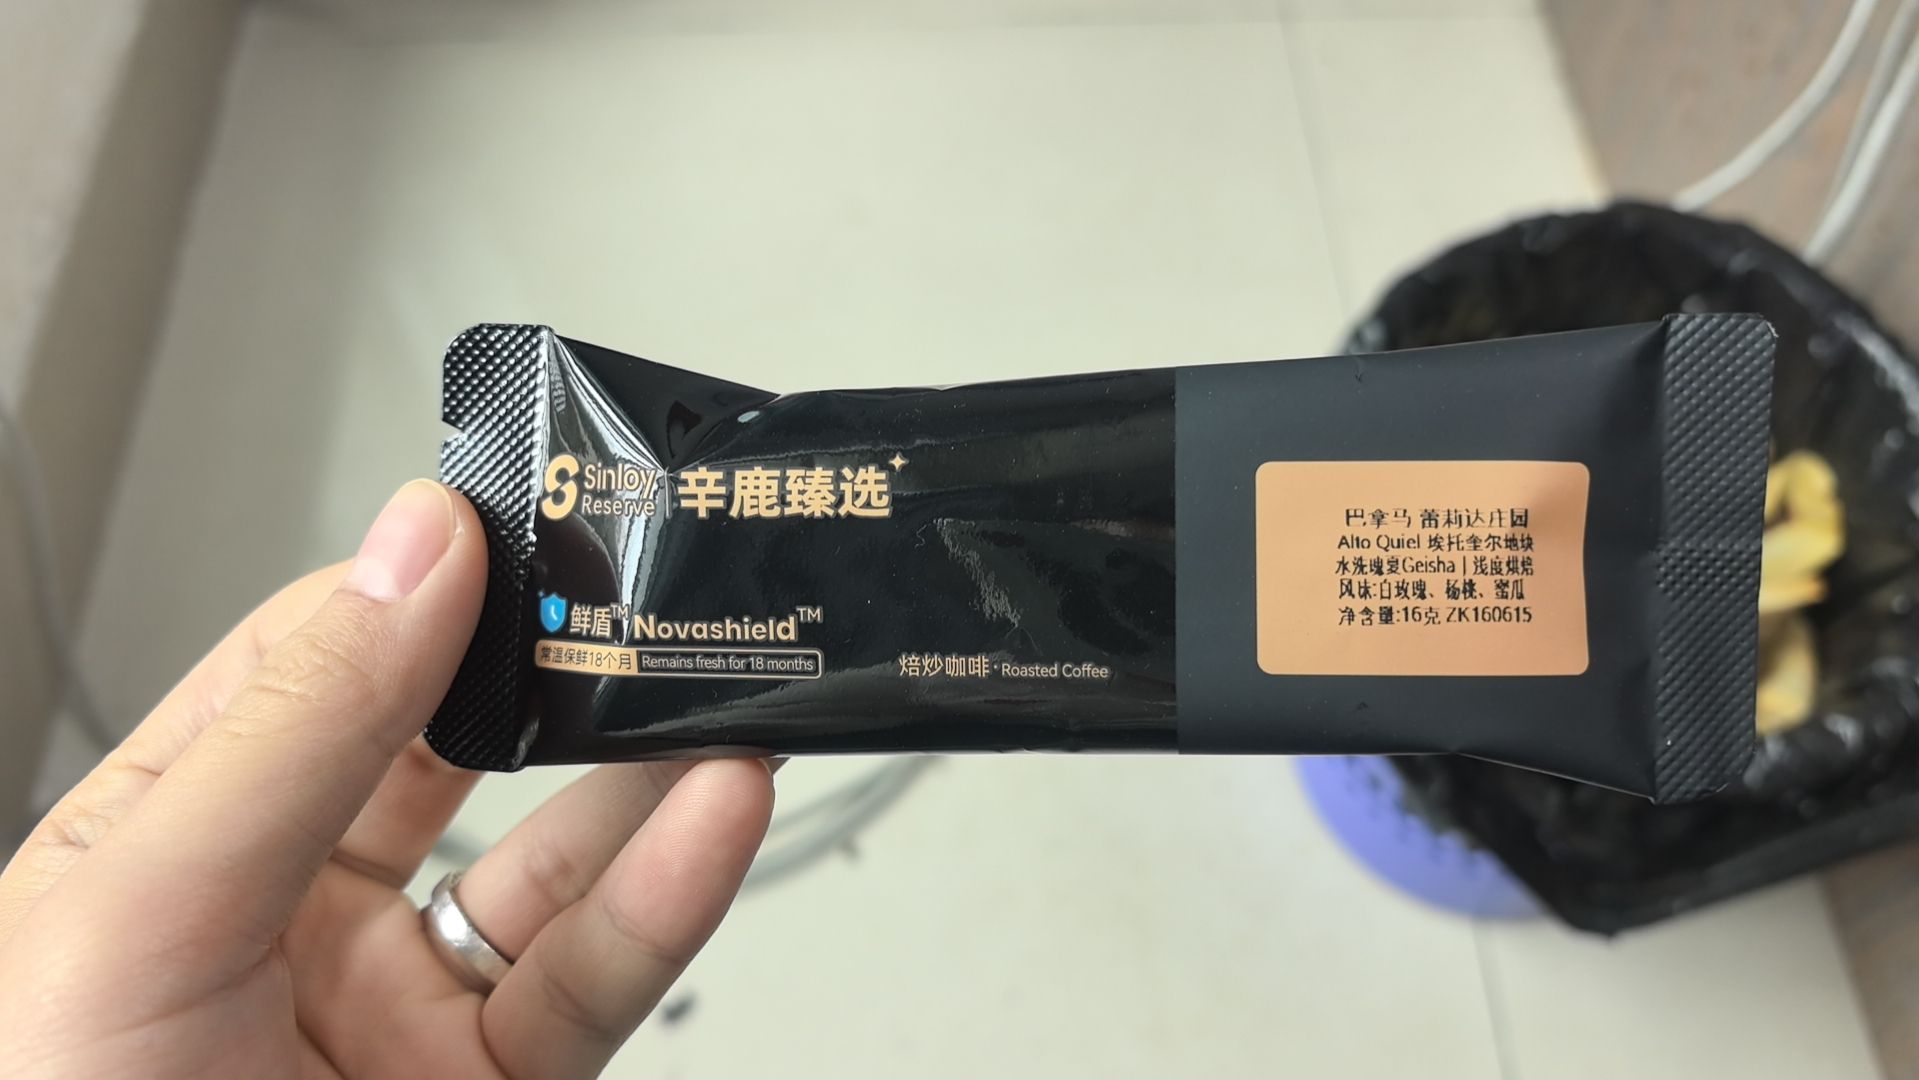 Sinloy
Reserve
辛鹿臻选
鲜盾™ Novashield™
常温保鲜18个月 Remains fresh for 18 months
焙炒咖啡·Roasted Coffee
巴拿马 蕾莉达庄园
Alto Quiel 埃托奎尔地块
水洗瑰夏Geisha | 浅度烘焙
风味:白玫瑰、杨桃、蜜瓜
净含量:16克 ZK160615